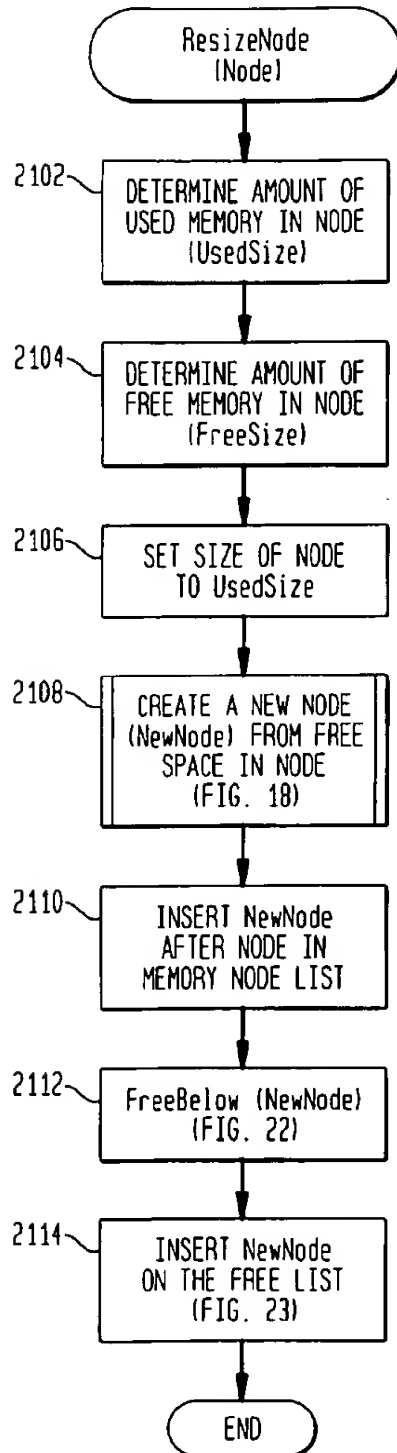 ResizeNode
(Node)
2102
DETERMINE AMOUNT OF
USED MEMORY IN NODE
(UsedSize)
2104
DETERMINE AMOUNT OF
FREE MEMORY IN NODE
(FreeSize)
2106
SET SIZE OF NODE
TO UsedSize
2108
CREATE A NEW NODE
(NewNode) FROM FREE
SPACE IN NODE
(FIG. 18)
2110
INSERT NewNode
AFTER NODE IN
MEMORY NODE LIST
2112
FreeBelow (NewNode)
(FIG. 22)
2114
INSERT NewNode
ON THE FREE LIST
(FIG. 23)
END